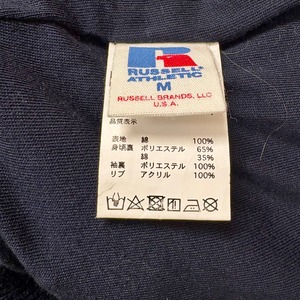 RUSSELL
ATHLETIC
M
RUSSELL BRANDS, LLC
U.S.A.
品質表示
表地 綿 100%
身頃裏 ポリエステル 65%
綿 35%
袖裏 ポリエステル 100%
リブ アクリル 100%